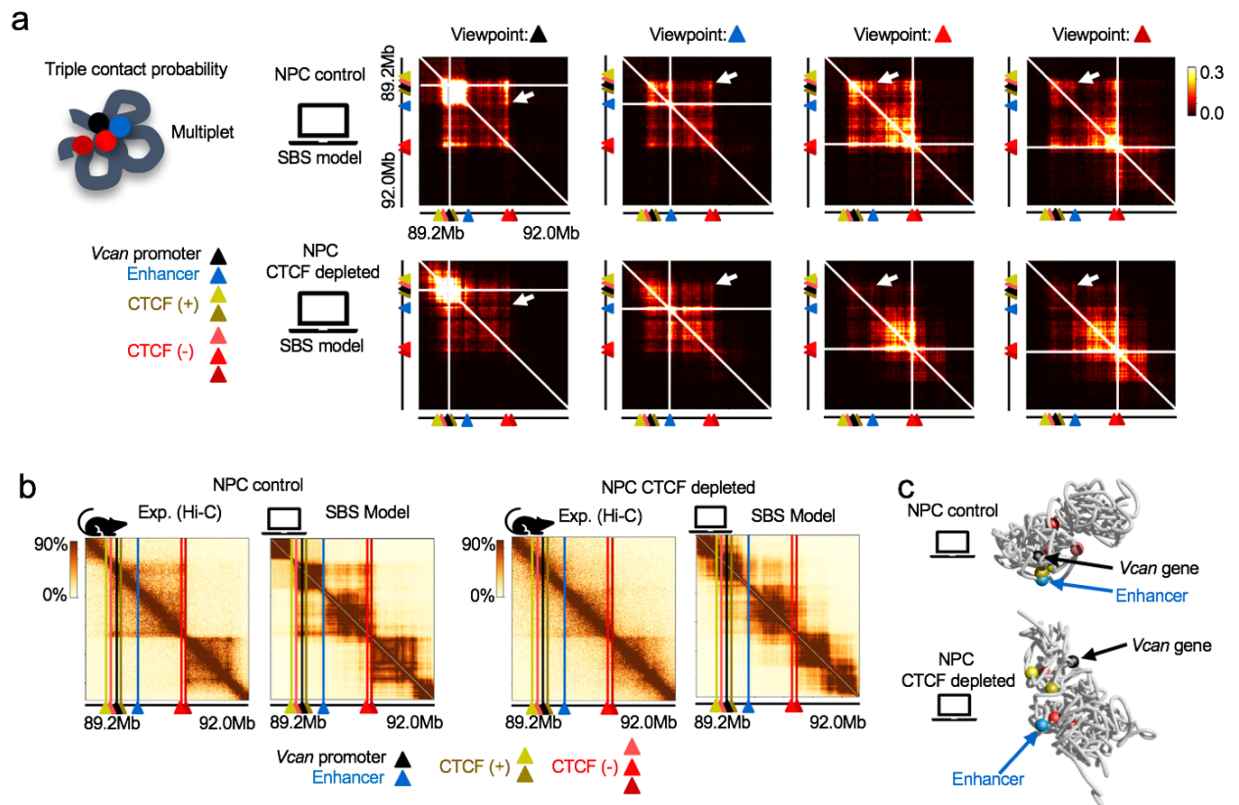 a
Triple contact probability
Multiplet
NPC control
SBS model
Viewpoint:
Viewpoint:
Viewpoint:
Viewpoint:
89.2Mb
92.0Mb
89.2Mb
92.0Mb
0.3
0.0
Vcan promoter
Enhancer
CTCF (+)
CTCF (-)
NPC
CTCF depleted
SBS model
b
NPC control
Exp. (Hi-C)
SBS Model
NPC CTCF depleted
Exp. (Hi-C)
SBS Model
90%
0%
90%
0%
89.2Mb
92.0Mb
89.2Mb
92.0Mb
89.2Mb
92.0Mb
89.2Mb
92.0Mb
Vcan promoter
Enhancer
CTCF (+)
CTCF (-)
c
NPC control
Vcan gene
Enhancer
NPC
CTCF depleted
Vcan gene
Enhancer